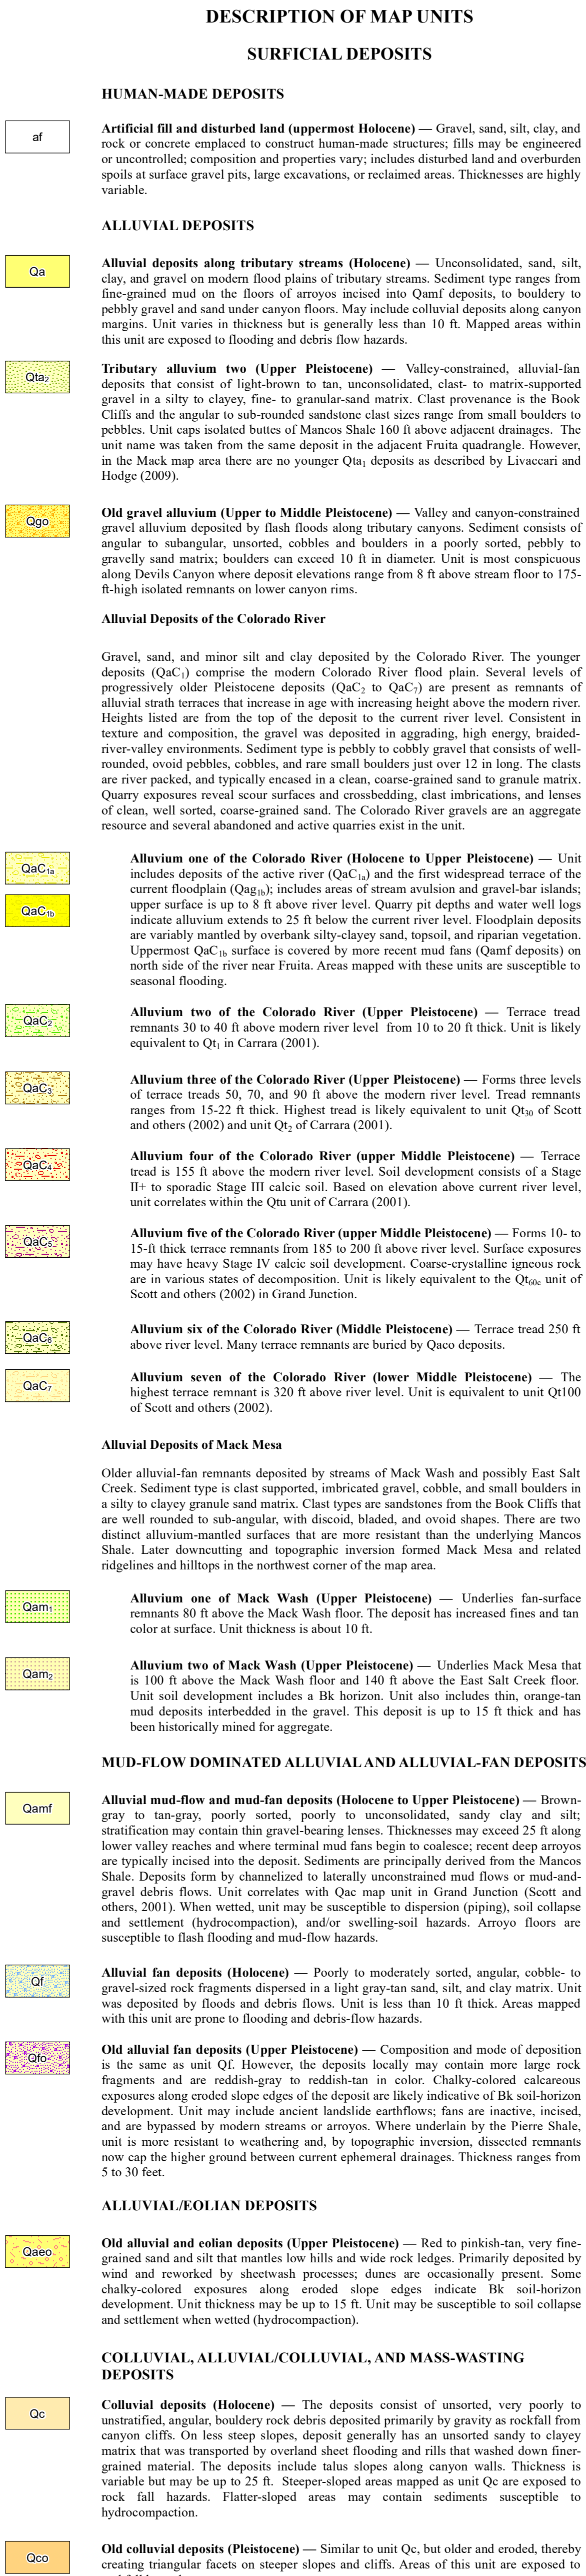 DESCRIPTION OF MAP UNITS
SURFICIAL DEPOSITS
HUMAN-MADE DEPOSITS
af
Artificial fill and disturbed land (uppermost Holocene) — Gravel, sand, silt, clay, and
rock or concrete emplaced to construct human-made structures; fills may be engineered
or uncontrolled; composition and properties vary; includes disturbed land and overburden
spoils at surface gravel pits, large excavations, or reclaimed areas. Thicknesses are highly
variable.
ALLUVIAL DEPOSITS
Qa
Alluvial deposits along tributary streams (Holocene) — Unconsolidated, sand, silt,
clay, and gravel on modern flood plains of tributary streams. Sediment type ranges from
fine-grained mud on the floors of arroyos incised into Qamf deposits, to bouldery to
pebbly gravel and sand under canyon floors. May include colluvial deposits along canyon
margins. Unit varies in thickness but is generally less than 10 ft. Mapped areas within
this unit are exposed to flooding and debris flow hazards.
Qta2
Tributary alluvium two (Upper Pleistocene) — Valley-constrained, alluvial-fan
deposits that consist of light-brown to tan, unconsolidated, clast- to matrix-supported
gravel in a silty to clayey, fine- to granular-sand matrix. Clast provenance is the Book
Cliffs and the angular to sub-rounded sandstone clast sizes range from small boulders to
pebbles. Unit caps isolated buttes of Mancos Shale 160 ft above adjacent drainages. The
unit name was taken from the same deposit in the adjacent Fruita quadrangle. However,
in the Mack map area there are no younger Qta1 deposits as described by Livaccari and
Hodge (2009).
Qgo
Old gravel alluvium (Upper to Middle Pleistocene) — Valley and canyon-constrained
gravel alluvium deposited by flash floods along tributary canyons. Sediment consists of
angular to subangular, unsorted, cobbles and boulders in a poorly sorted, pebbly to
gravelly sand matrix; boulders can exceed 10 ft in diameter. Unit is most conspicuous
along Devils Canyon where deposit elevations range from 8 ft above stream floor to 175-
ft-high isolated remnants on lower canyon rims.
Alluvial Deposits of the Colorado River
Gravel, sand, and minor silt and clay deposited by the Colorado River. The younger
deposits (QaC1) comprise the modern Colorado River flood plain. Several levels of
progressively older Pleistocene deposits (QaC2 to QaC7) are present as remnants of
alluvial strath terraces that increase in age with increasing height above the modern river.
Heights listed are from the top of the deposit to the current river level. Consistent in
texture and composition, the gravel was deposited in aggrading, high energy, braided-
river-valley environments. Sediment type is pebbly to cobbly gravel that consists of well-
rounded, ovoid pebbles, cobbles, and rare small boulders just over 12 in long. The clasts
are river packed, and typically encased in a clean, coarse-grained sand to granule matrix.
Quarry exposures reveal scour surfaces and crossbedding, clast imbrications, and lenses
of clean, well sorted, coarse-grained sand. The Colorado River gravels are an aggregate
resource and several abandoned and active quarries exist in the unit.
QaC1a
QaC1b
Alluvium one of the Colorado River (Holocene to Upper Pleistocene) — Unit
includes deposits of the active river (QaC1a) and the first widespread terrace of the
current floodplain (Qag1b); includes areas of stream avulsion and gravel-bar islands;
upper surface is up to 8 ft above river level. Quarry pit depths and water well logs
indicate alluvium extends to 25 ft below the current river level. Floodplain deposits
are variably mantled by overbank silty-clayey sand, topsoil, and riparian vegetation.
Uppermost QaC1b surface is covered by more recent mud fans (Qamf deposits) on
north side of the river near Fruita. Areas mapped with these units are susceptible to
seasonal flooding.
QaC2
Alluvium two of the Colorado River (Upper Pleistocene) — Terrace tread
remnants 30 to 40 ft above modern river level from 10 to 20 ft thick. Unit is likely
equivalent to Qt1 in Carrara (2001).
QaC3
Alluvium three of the Colorado River (Upper Pleistocene) — Forms three levels
of terrace treads 50, 70, and 90 ft above the modern river level. Tread remnants
ranges from 15-22 ft thick. Highest tread is likely equivalent to unit Qt30 of Scott
and others (2002) and unit Qt2 of Carrara (2001).
QaC4
Alluvium four of the Colorado River (upper Middle Pleistocene) — Terrace
tread is 155 ft above the modern river level. Soil development consists of a Stage
II+ to sporadic Stage III calcic soil. Based on elevation above current river level,
unit correlates within the Qtu unit of Carrara (2001).
QaC5
Alluvium five of the Colorado River (upper Middle Pleistocene) — Forms 10- to
15-ft thick terrace remnants from 185 to 200 ft above river level. Surface exposures
may have heavy Stage IV calcic soil development. Coarse-crystalline igneous rock
are in various states of decomposition. Unit is likely equivalent to the Qt60c unit of
Scott and others (2002) in Grand Junction.
QaC6
Alluvium six of the Colorado River (Middle Pleistocene) — Terrace tread 250 ft
above river level. Many terrace remnants are buried by Qaco deposits.
QaC7
Alluvium seven of the Colorado River (lower Middle Pleistocene) — The
highest terrace remnant is 320 ft above river level. Unit is equivalent to unit Qt100
of Scott and others (2002).
Alluvial Deposits of Mack Mesa
Older alluvial-fan remnants deposited by streams of Mack Wash and possibly East Salt
Creek. Sediment type is clast supported, imbricated gravel, cobble, and small boulders in
a silty to clayey granule sand matrix. Clast types are sandstones from the Book Cliffs that
are well rounded to sub-angular, with discoid, bladed, and ovoid shapes. There are two
distinct alluvium-mantled surfaces that are more resistant than the underlying Mancos
Shale. Later downcutting and topographic inversion formed Mack Mesa and related
ridgelines and hilltops in the northwest corner of the map area.
Qam1
Alluvium one of Mack Wash (Upper Pleistocene) — Underlies fan-surface
remnants 80 ft above the Mack Wash floor. The deposit has increased fines and tan
color at surface. Unit thickness is about 10 ft.
Qam2
Alluvium two of Mack Wash (Upper Pleistocene) — Underlies Mack Mesa that
is 100 ft above the Mack Wash floor and 140 ft above the East Salt Creek floor.
Unit soil development includes a Bk horizon. Unit also includes thin, orange-tan
mud deposits interbedded in the gravel. This deposit is up to 15 ft thick and has
been historically mined for aggregate.
MUD-FLOW DOMINATED ALLUVIAL AND ALLUVIAL-FAN DEPOSITS
Qamf
Alluvial mud-flow and mud-fan deposits (Holocene to Upper Pleistocene) — Brown-
gray to tan-gray, poorly sorted, poorly to unconsolidated, sandy clay and silt;
stratification may contain thin gravel-bearing lenses. Thicknesses may exceed 25 ft along
lower valley reaches and where terminal mud fans begin to coalesce; recent deep arroyos
are typically incised into the deposit. Sediments are principally derived from the Mancos
Shale. Deposits form by channelized to laterally unconstrained mud flows or mud-and-
gravel debris flows. Unit correlates with Qac map unit in Grand Junction (Scott and
others, 2001). When wetted, unit may be susceptible to dispersion (piping), soil collapse
and settlement (hydrocompaction), and/or swelling-soil hazards. Arroyo floors are
susceptible to flash flooding and mud-flow hazards.
Qf
Alluvial fan deposits (Holocene) — Poorly to moderately sorted, angular, cobble- to
gravel-sized rock fragments dispersed in a light gray-tan sand, silt, and clay matrix. Unit
was deposited by floods and debris flows. Unit is less than 10 ft thick. Areas mapped
with this unit are prone to flooding and debris-flow hazards.
Qfo
Old alluvial fan deposits (Upper Pleistocene) — Composition and mode of deposition
is the same as unit Qf. However, the deposits locally may contain more large rock
fragments and are reddish-gray to reddish-tan in color. Chalky-colored calcareous
exposures along eroded slope edges of the deposit are likely indicative of Bk soil-horizon
development. Unit may include ancient landslide earthflows; fans are inactive, incised,
and are bypassed by modern streams or arroyos. Where underlain by the Pierre Shale,
unit is more resistant to weathering and, by topographic inversion, dissected remnants
now cap the higher ground between current ephemeral drainages. Thickness ranges from
5 to 30 feet.
ALLUVIAL/EOLIAN DEPOSITS
Qaeo
Old alluvial and eolian deposits (Upper Pleistocene) — Red to pinkish-tan, very fine-
grained sand and silt that mantles low hills and wide rock ledges. Primarily deposited by
wind and reworked by sheetwash processes; dunes are occasionally present. Some
chalky-colored exposures along eroded slope edges indicate Bk soil-horizon
development. Unit thickness may be up to 15 ft. Unit may be susceptible to soil collapse
and settlement when wetted (hydrocompaction).
COLLUVIAL, ALLUVIAL/COLLUVIAL, AND MASS-WASTING
DEPOSITS
Qc
Colluvial deposits (Holocene) — The deposits consist of unsorted, very poorly to
unstratified, angular, bouldery rock debris deposited primarily by gravity as rockfall from
canyon cliffs. On less steep slopes, deposit generally has an unsorted sandy to clayey
matrix that was transported by overland sheet flooding and rills that washed down finer-
grained material. The deposits include talus slopes along canyon walls. Thickness is
variable but may be up to 25 ft. Steeper-sloped areas mapped as unit Qc are exposed to
rock fall hazards. Flatter-sloped areas may contain sediments susceptible to
hydrocompaction.
Qco
Old colluvial deposits (Pleistocene) — Similar to unit Qc, but older and eroded, thereby
creating triangular facets on steeper slopes and cliffs. Areas of this unit are exposed to